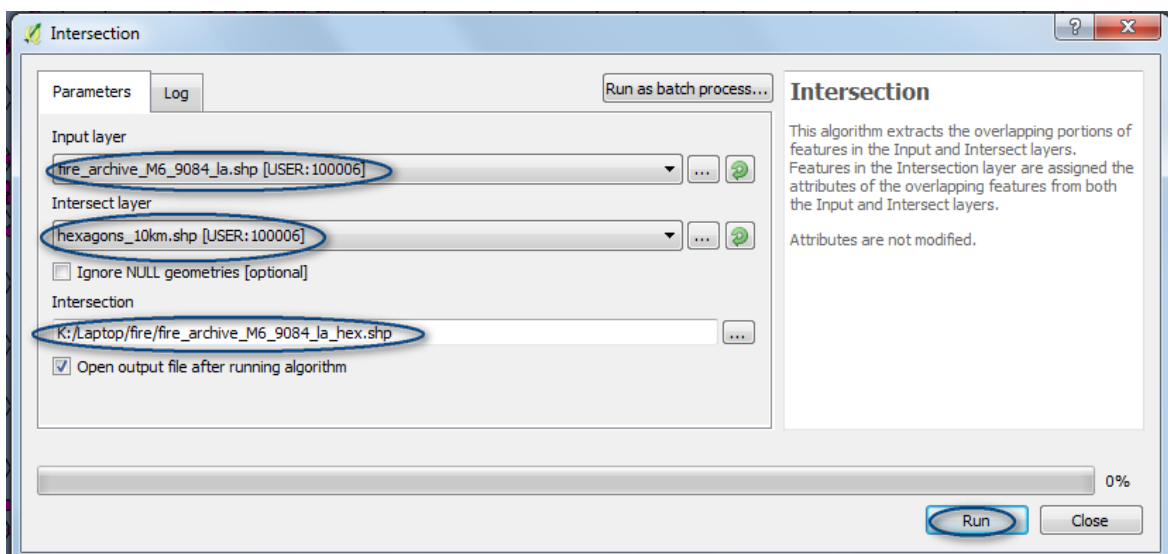 Intersection
Parameters
Log
Run as batch process...
Input layer
fire_archive_M6_9084_la.shp [USER:100006]
...
Intersect layer
hexagons_10km.shp [USER:100006]
...
Ignore NULL geometries [optional]
Intersection
K:/Laptop/fire/fire_archive_M6_9084_la_hex.shp
...
Open output file after running algorithm
Intersection
This algorithm extracts the overlapping portions of
features in the Input and Intersect layers.
Features in the Intersection layer are assigned the
attributes of the overlapping features from both
the Input and Intersect layers.
Attributes are not modified.
0%
Run
Close